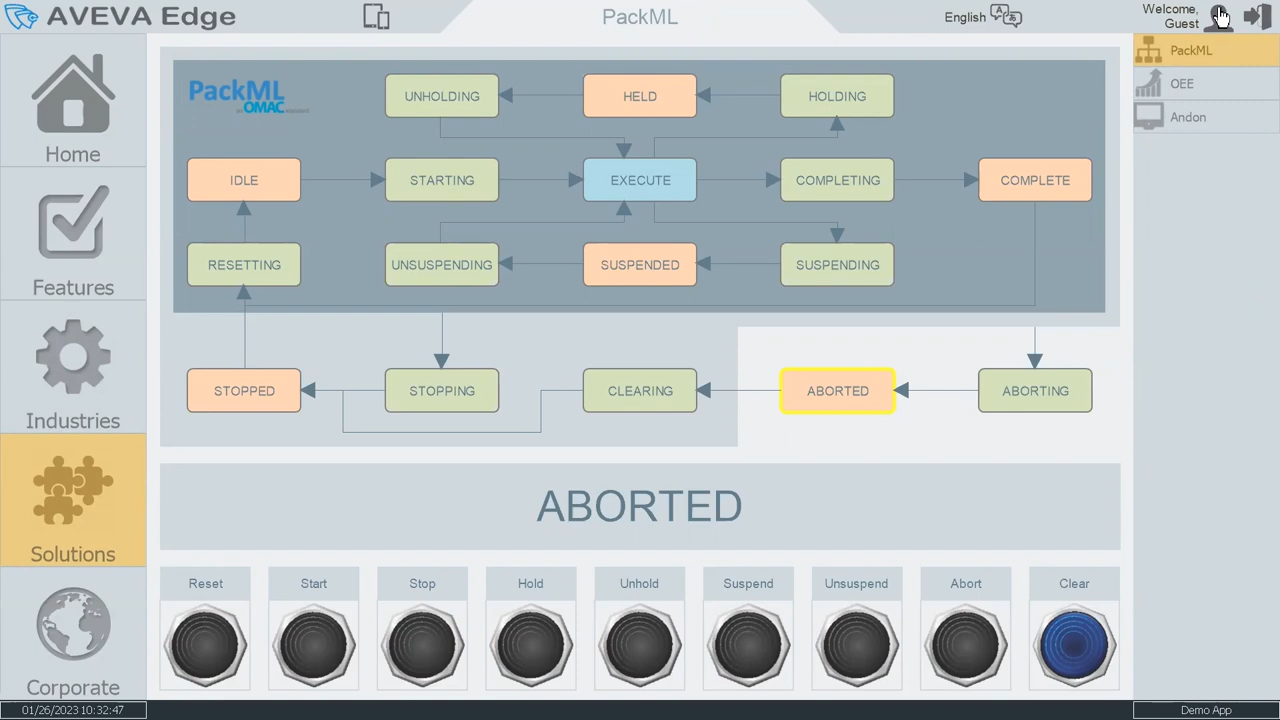 AVEVA Edge
PackML
English
Welcome,
Guest
PackML
OEE
Andon
Home
Features
Industries
Solutions
Corporate
PackML
OMAC
UNHOLDING
HELD
HOLDING
IDLE
STARTING
EXECUTE
COMPLETING
COMPLETE
RESETTING
UNSUSPENDING
SUSPENDED
SUSPENDING
STOPPED
STOPPING
CLEARING
ABORTED
ABORTING
ABORTED
Reset
Start
Stop
Hold
Unhold
Suspend
Unsuspend
Abort
Clear
01/26/2023 10:32:47
Demo App